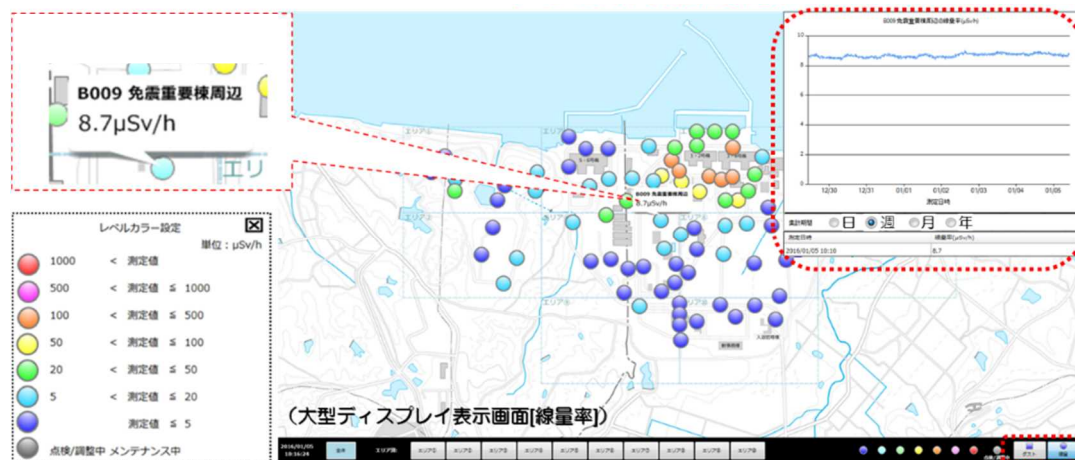 B009 免震重要棟周辺
8.7μSv/h
エリ
レベルカラー設定
単位：μSv/h
1000 < 測定値
500 < 測定値 ≦ 1000
100 < 測定値 ≦ 500
50 < 測定値 ≦ 100
20 < 測定値 ≦ 50
5 < 測定値 ≦ 20
測定値 ≦ 5
点検/調整中 メンテナンス中
B009 免震重要棟周辺
8.7μSv/h
B009 免震重要棟周辺の線量率(μSv/h)
10
8
6
4
2
0
12/30 12/31 01/01 01/02 01/03 01/04 01/05
測定日時
集計期間 日 週 月 年
測定日時 線量率(μSv/h)
2016/01/05 10:16 8.7
（大型ディスプレイ表示画面[線量率]）
2016/01/05
10:16:24